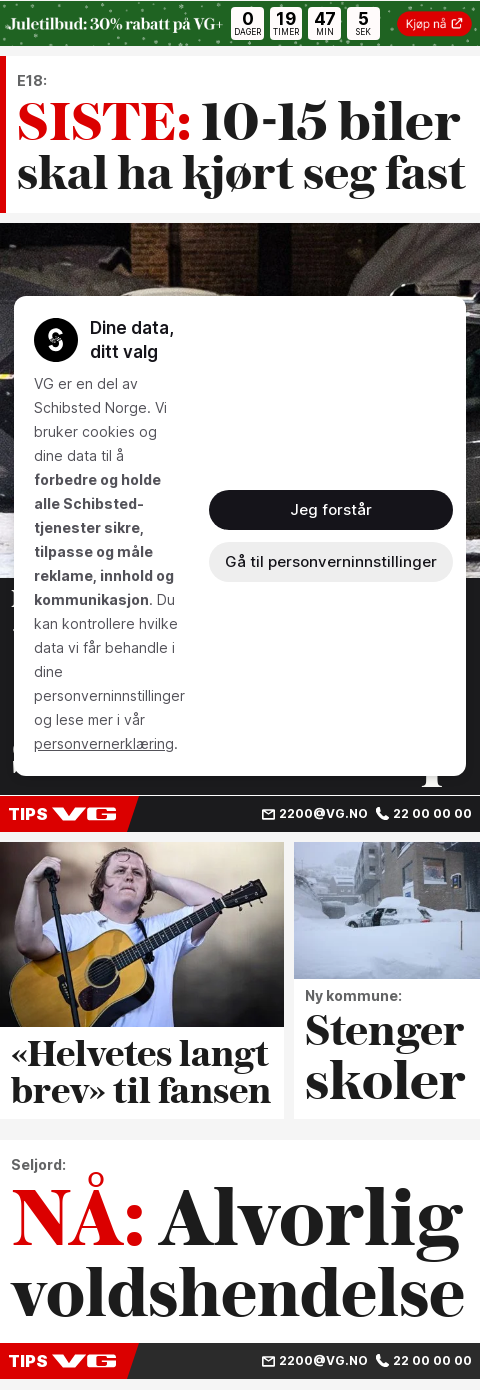 Juletilbud: 30% rabatt på VG+
0 19 47 5
DAGER TIMER MIN SEK
Kjøp nå
E18:
SISTE: 10-15 biler
skal ha kjørt seg fast
Dine data,
ditt valg
VG er en del av
Schibsted Norge. Vi
bruker cookies og
dine data til å
forbedre og holde
alle Schibsted-
tjenester sikre,
tilpasse og måle
reklame, innhold og
kommunikasjon. Du
kan kontrollere hvilke
data vi får behandle i
dine
personverninnstillinger
og lese mer i vår
personvernerklæring.
Jeg forstår
Gå til personverninnstillinger
TIPS VG
2200@VG.NO 22 00 00 00
«Helvetes langt
brev» til fansen
Ny kommune:
Stenger
skoler
Seljord:
NÅ: Alvorlig
voldshendelse
TIPS VG
2200@VG.NO 22 00 00 00